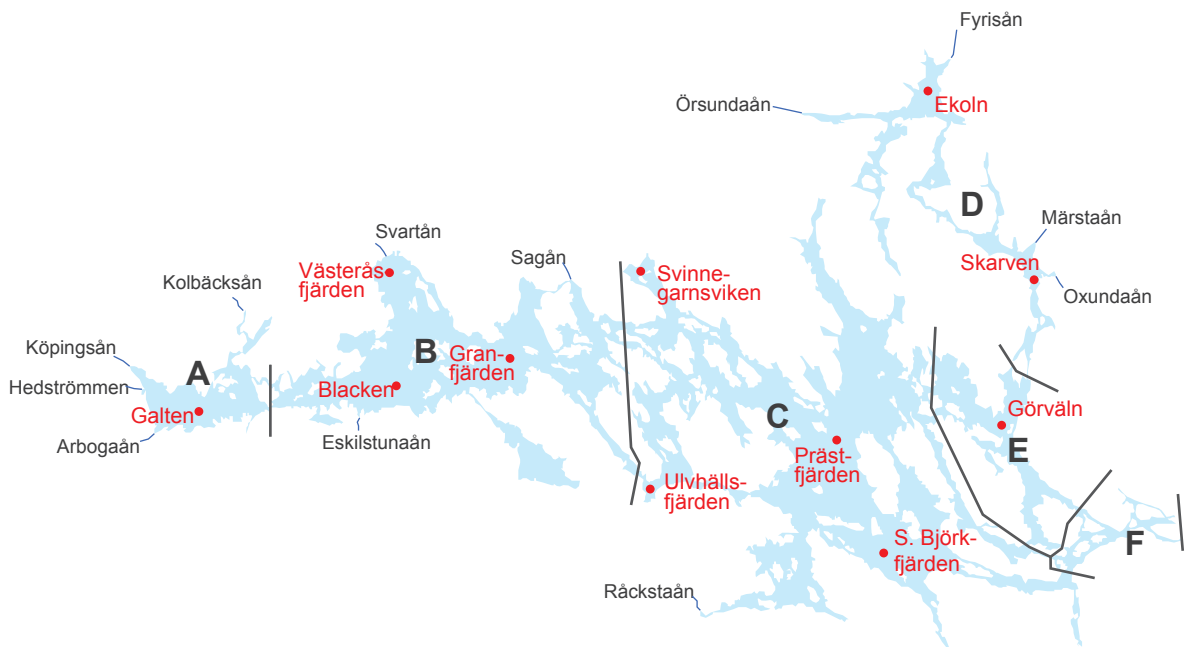 Fyrisån
Örsundaån
Ekoln
D
Märstaån
Skarven
Oxundaån
Svartån
Västerås
fjärden
Sagån
Svinne-
garnsviken
Kolbäcksån
Köpingsån
Hedströmmen
A
Galten
Arbogaån
B
Gran-
fjärden
Blacken
Eskilstunaån
C
Präst-
fjärden
Görväln
E
Ulvhälls-
fjärden
S. Björk-
fjärden
F
Råckstaån